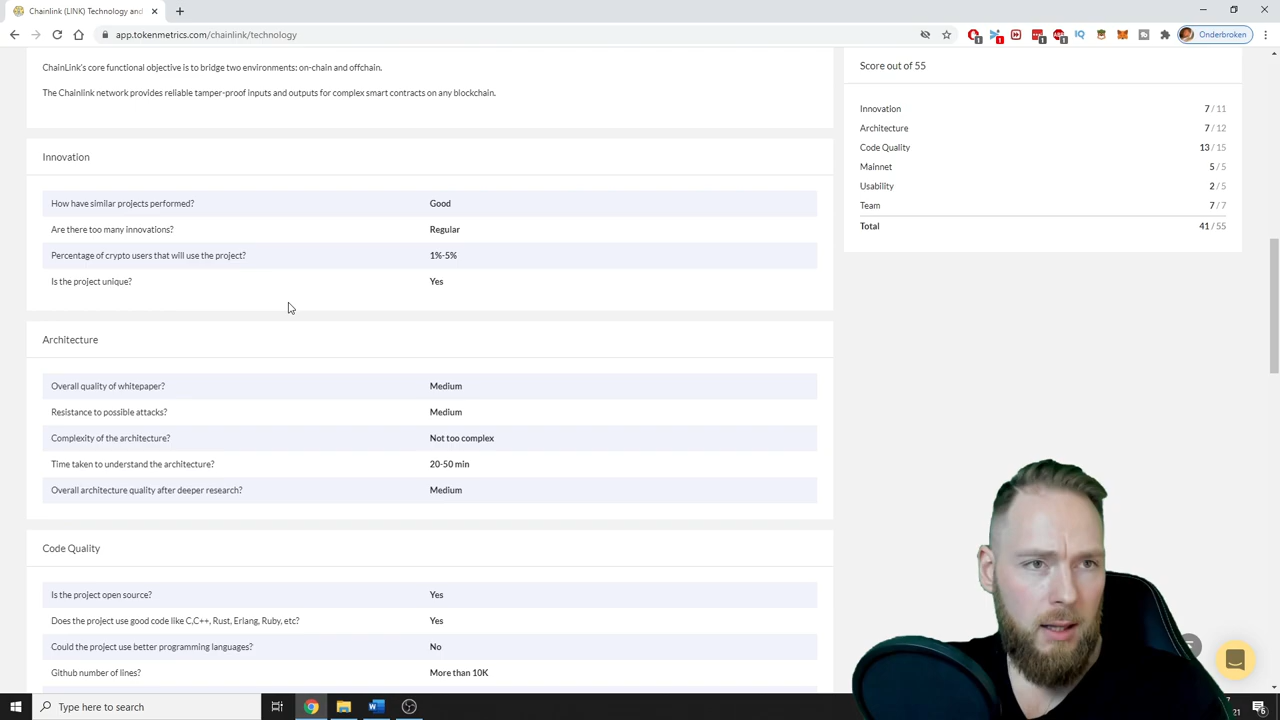 Chainlink (LINK) Technology and
app.tokenmetrics.com/chainlink/technology
Onderbroken
ChainLink's core functional objective is to bridge two environments: on-chain and offchain.
The Chainlink network provides reliable tamper-proof inputs and outputs for complex smart contracts on any blockchain.
Innovation
How have similar projects performed? Good
Are there too many innovations? Regular
Percentage of crypto users that will use the project? 1%-5%
Is the project unique? Yes
Architecture
Overall quality of whitepaper? Medium
Resistance to possible attacks? Medium
Complexity of the architecture? Not too complex
Time taken to understand the architecture? 20-50 min
Overall architecture quality after deeper research? Medium
Code Quality
Is the project open source? Yes
Does the project use good code like C,C++, Rust, Erlang, Ruby, etc? Yes
Could the project use better programming languages? No
Github number of lines? More than 10K
Score out of 55
Innovation 7 / 11
Architecture 7 / 12
Code Quality 13 / 15
Mainnet 5 / 5
Usability 2 / 5
Team 7 / 7
Total 41 / 55
Type here to search